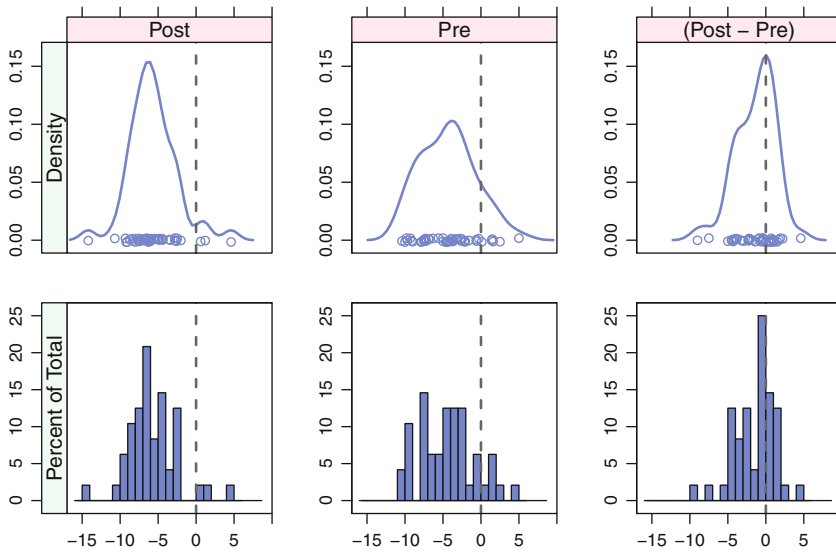 Post Pre (Post − Pre)
Density
0.15 0.15 0.15
0.10 0.10 0.10
0.05 0.05 0.05
0.00 0.00 0.00
Percent of Total
25 25 25
20 20 20
15 15 15
10 10 10
5 5 5
0 0 0
−15 −10 −5 0 5 −15 −10 −5 0 5 −15 −10 −5 0 5